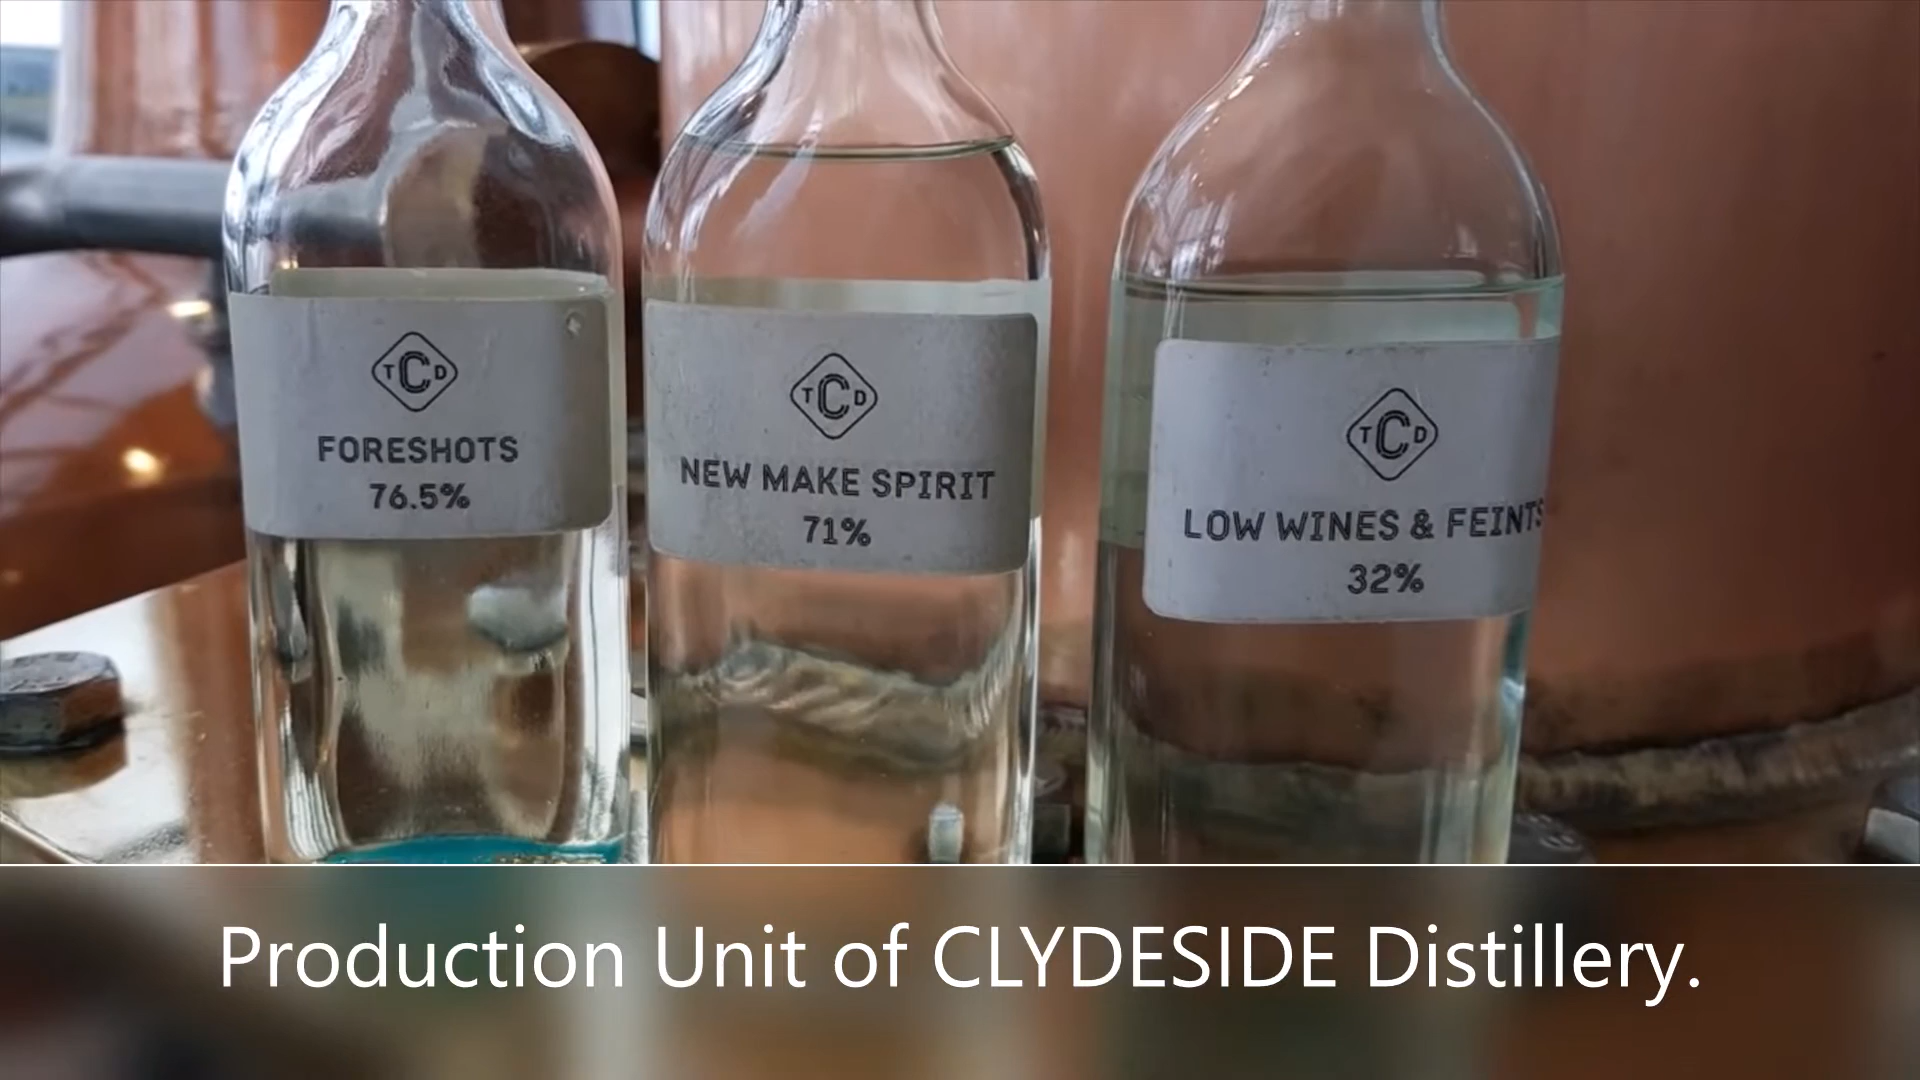 TCD
FORESHOTS
76.5%
TCD
NEW MAKE SPIRIT
71%
TCD
LOW WINES & FEINTS
32%
Production Unit of CLYDESIDE Distillery.